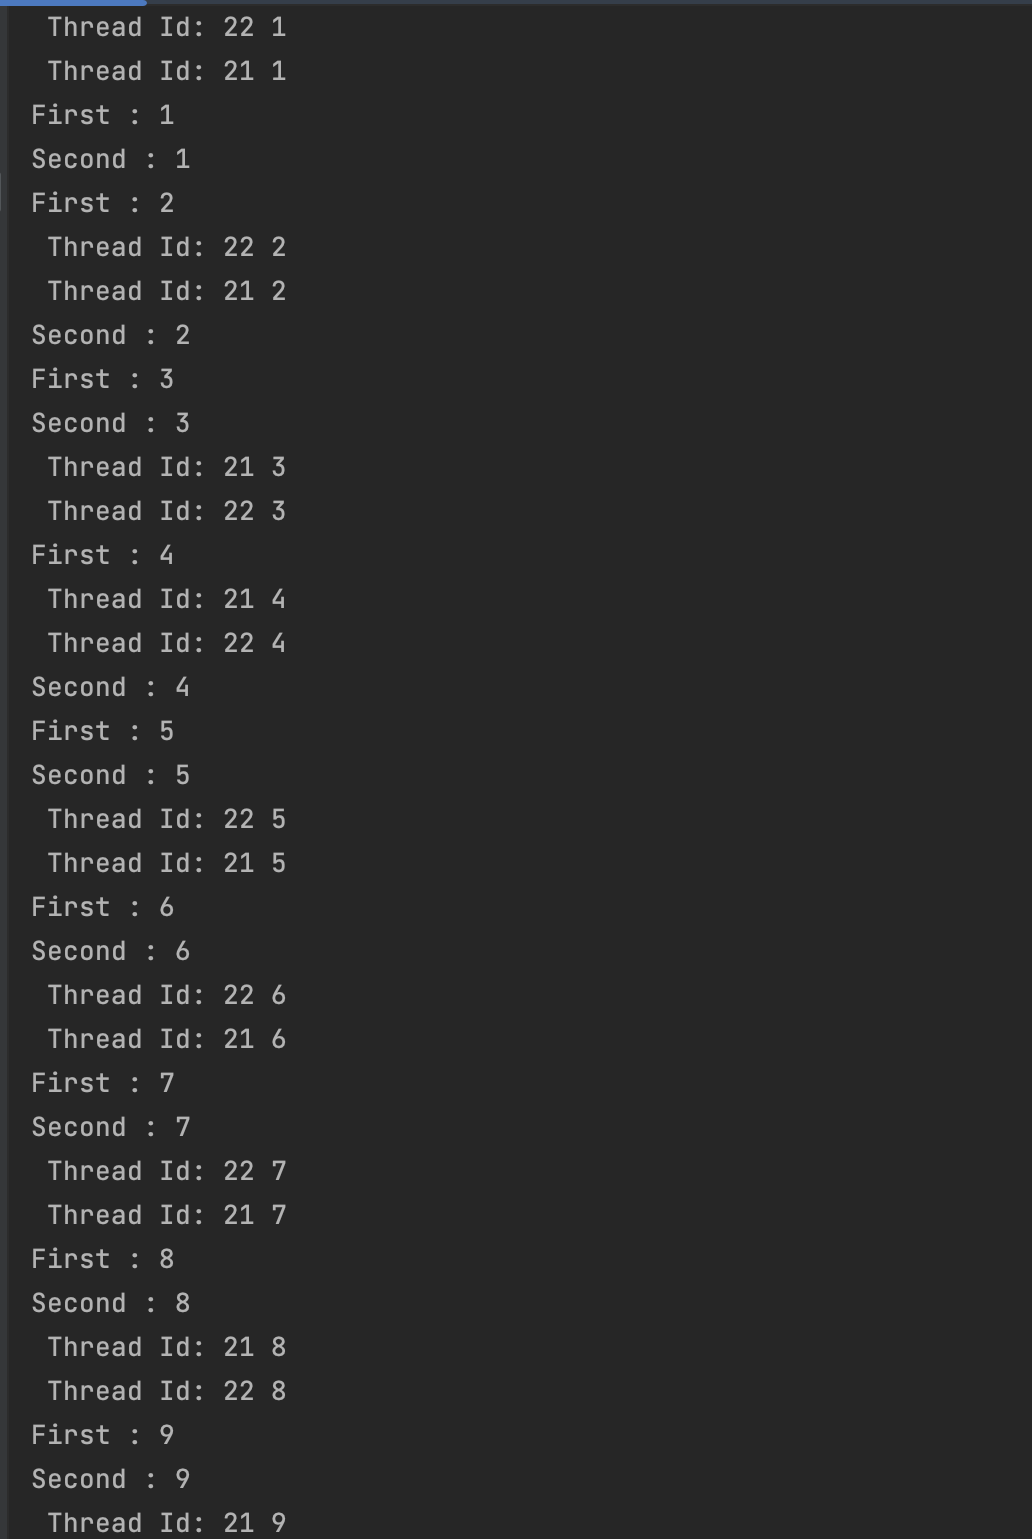 Thread Id: 22 1
Thread Id: 21 1
First : 1
Second : 1
First : 2
Thread Id: 22 2
Thread Id: 21 2
Second : 2
First : 3
Second : 3
Thread Id: 21 3
Thread Id: 22 3
First : 4
Thread Id: 21 4
Thread Id: 22 4
Second : 4
First : 5
Second : 5
Thread Id: 22 5
Thread Id: 21 5
First : 6
Second : 6
Thread Id: 22 6
Thread Id: 21 6
First : 7
Second : 7
Thread Id: 22 7
Thread Id: 21 7
First : 8
Second : 8
Thread Id: 21 8
Thread Id: 22 8
First : 9
Second : 9
Thread Id: 21 9